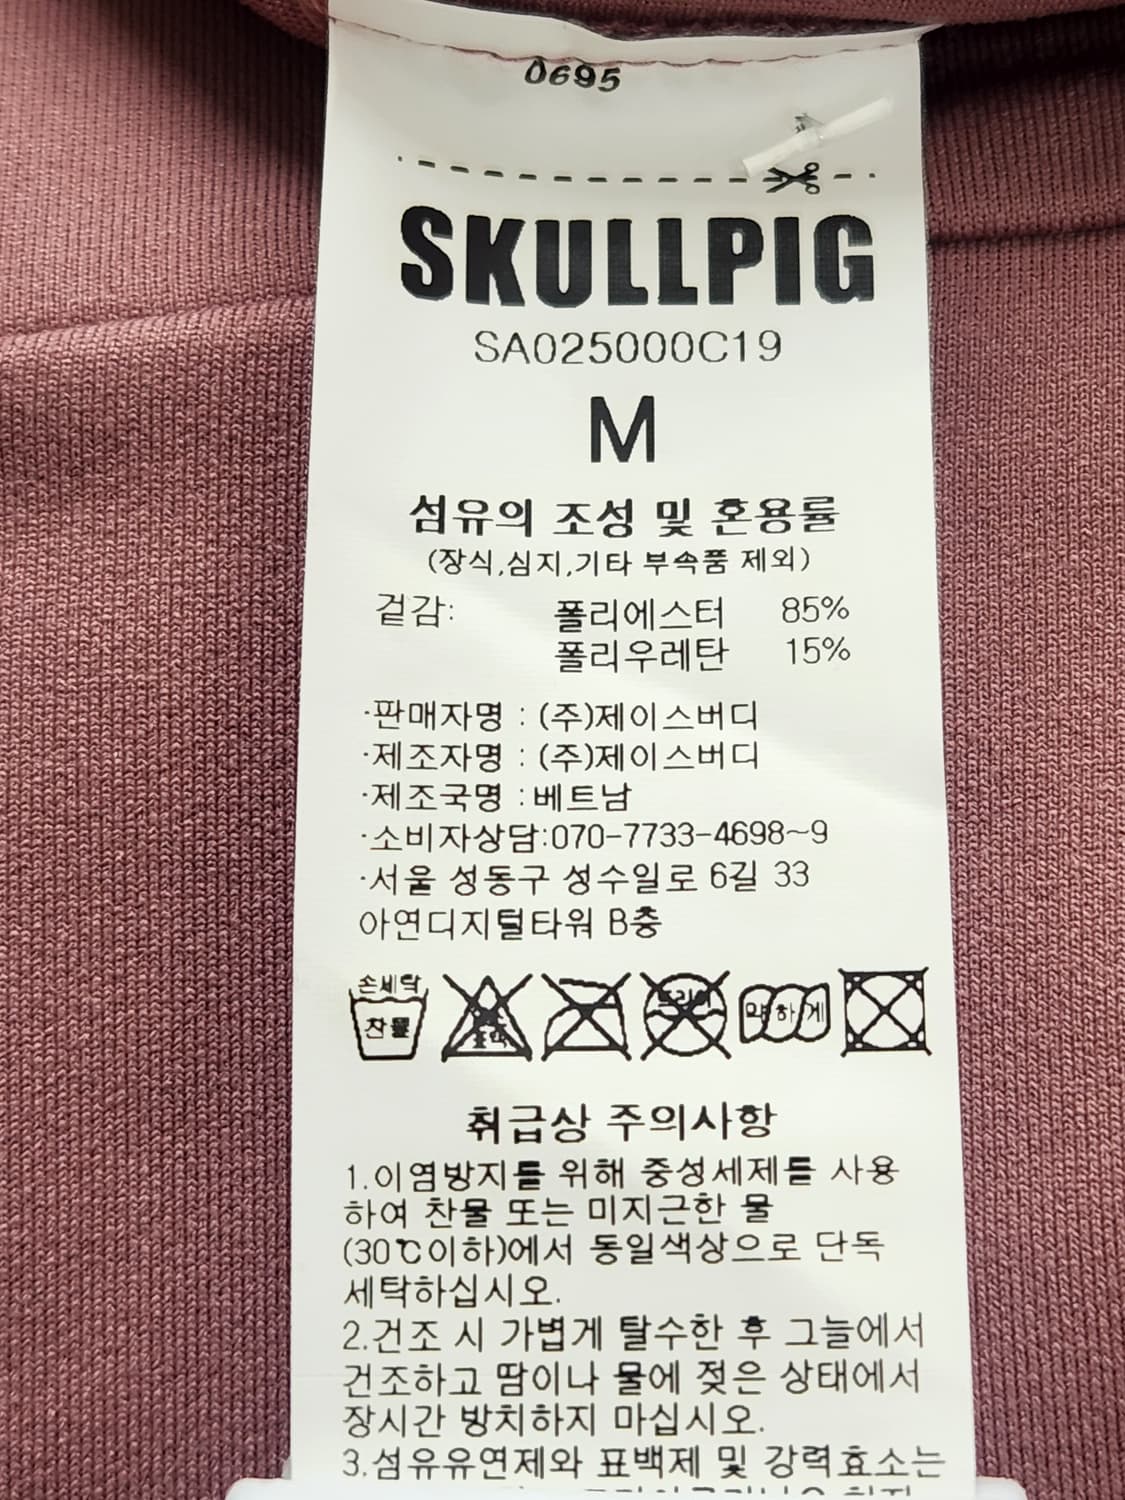 0695
SKULLPIG
SA025000C19
M
섬유의 조성 및 혼용률
(장식,심지,기타 부속품 제외)
겉감: 폴리에스터 85%
폴리우레탄 15%
·판매자명 : (주)제이스버디
·제조자명 : (주)제이스버디
·제조국명 : 베트남
·소비자상담:070-7733-4698~9
·서울 성동구 성수일로 6길 33
아연디지털타워 B층
손세탁
찬물
드라이
약하게
취급상 주의사항
1.이염방지를 위해 중성세제를 사용
하여 찬물 또는 미지근한 물
(30℃이하)에서 동일색상으로 단독
세탁하십시오.
2.건조 시 가볍게 탈수한 후 그늘에서
건조하고 땀이나 물에 젖은 상태에서
장시간 방치하지 마십시오.
3.섬유유연제와 표백제 및 강력효소는